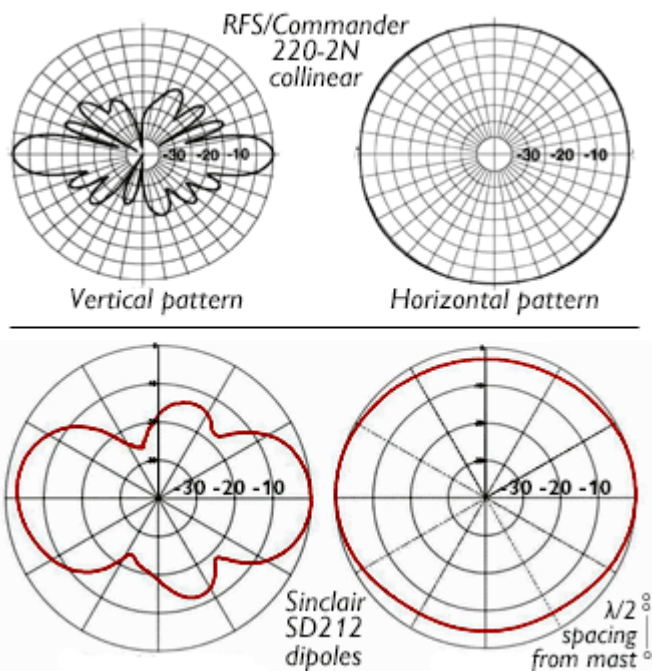 RFS/Commander
220-2N
collinear
-30 -20 -10
-30 -20 -10
Vertical pattern
Horizontal pattern
-30 -20 -10
-30 -20 -10
Sinclair
SD212
dipoles
λ/2
spacing
from mast